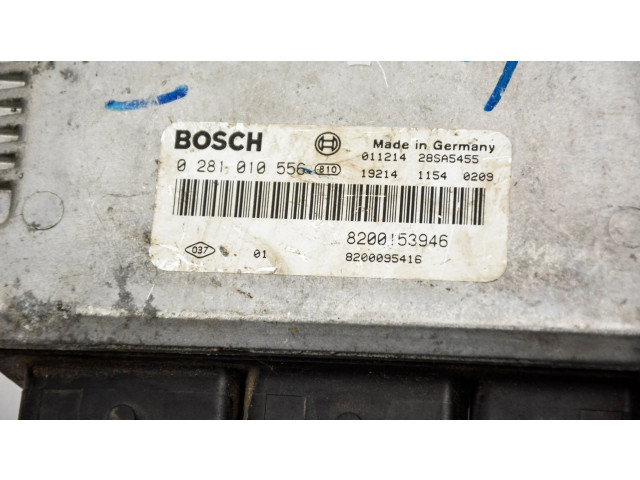 BOSCH
Made in Germany
011214 28SA5455
0 281 010 556 810
19214 1154 0209
8200153946
037 01 8200095416